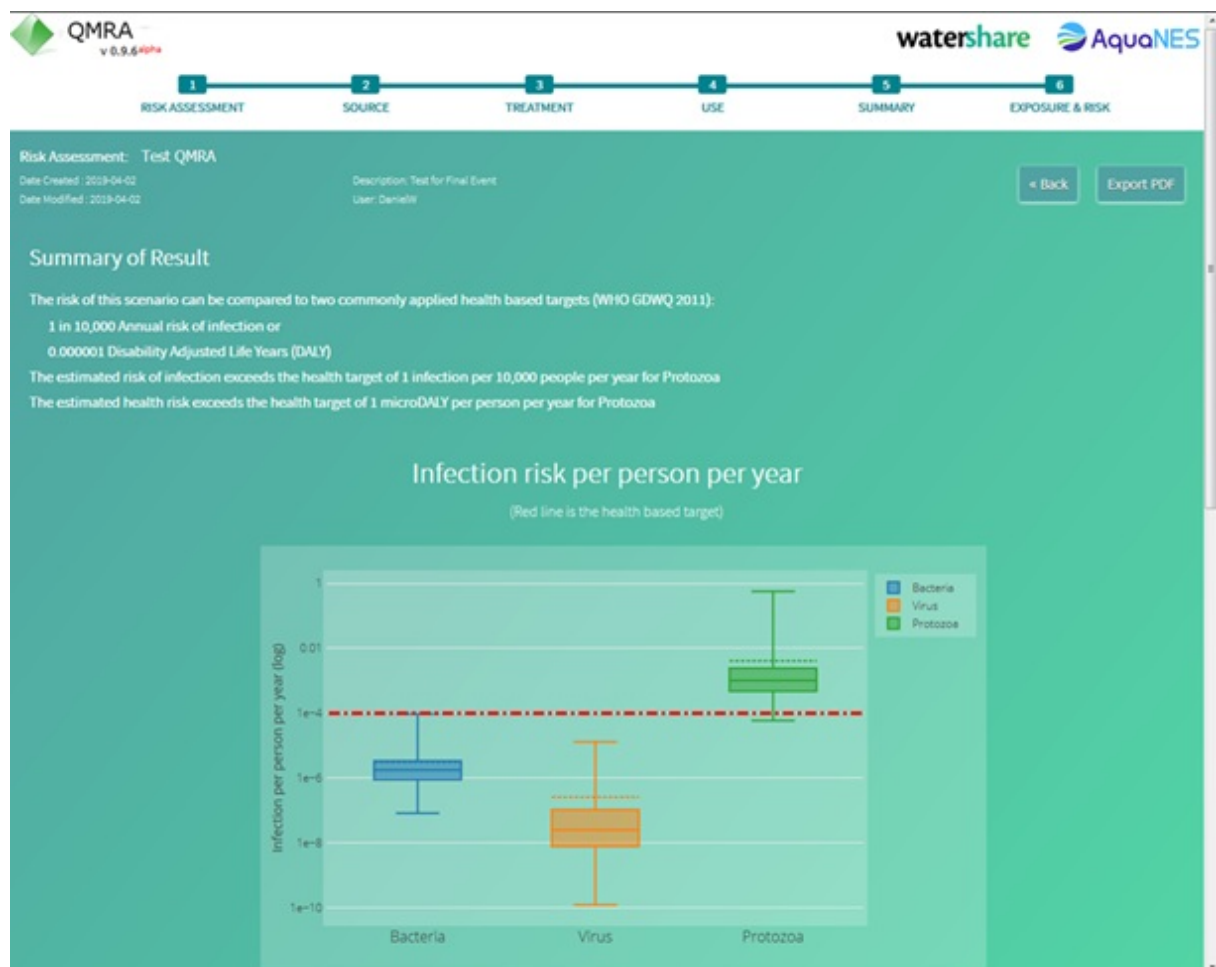 QMRA
v 0.9.6alpha
watershare
AquaNES
1
2
3
4
5
6
RISK ASSESSMENT
SOURCE
TREATMENT
USE
SUMMARY
EXPOSURE & RISK
Risk Assessment: Test QMRA
Date Created : 2019-04-02
Description: Test for Final Event
Date Modified : 2019-04-02
User: DanielW
« Back
Export PDF
Summary of Result
The risk of this scenario can be compared to two commonly applied health based targets (WHO GDWQ 2011):
1 in 10,000 Annual risk of infection or
0.000001 Disability Adjusted Life Years (DALY)
The estimated risk of infection exceeds the health target of 1 infection per 10,000 people per year for Protozoa
The estimated health risk exceeds the health target of 1 microDALY per person per year for Protozoa
Infection risk per person per year
(Red line is the health based target)
Infection per person per year (log)
1
0.01
1e-4
1e-6
1e-8
1e-10
Bacteria
Virus
Protozoa
Bacteria
Virus
Protozoa